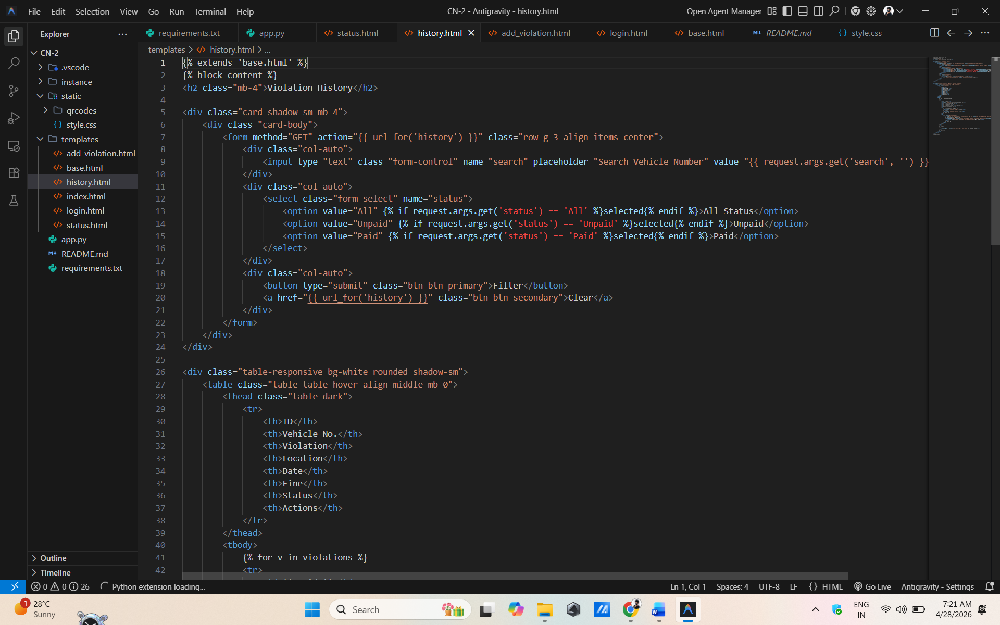 File Edit Selection View Go Run Terminal Help
CN-2 - Antigravity - history.html
Open Agent Manager
Explorer
CN-2
.vscode
instance
static
qrcodes
style.css
templates
add_violation.html
base.html
history.html
index.html
login.html
status.html
app.py
README.md
requirements.txt
Outline
Timeline
requirements.txt app.py status.html history.html add_violation.html login.html base.html README.md style.css
templates > history.html > ...
1 {% extends 'base.html' %}
2 {% block content %}
3 <h2 class="mb-4">Violation History</h2>
4
5 <div class="card shadow-sm mb-4">
6 <div class="card-body">
7 <form method="GET" action="{{ url_for('history') }}" class="row g-3 align-items-center">
8 <div class="col-auto">
9 <input type="text" class="form-control" name="search" placeholder="Search Vehicle Number" value="{{ request.args.get('search', '') }}
10 </div>
11 <div class="col-auto">
12 <select class="form-select" name="status">
13 <option value="All" {% if request.args.get('status') == 'All' %}selected{% endif %}>All Status</option>
14 <option value="Unpaid" {% if request.args.get('status') == 'Unpaid' %}selected{% endif %}>Unpaid</option>
15 <option value="Paid" {% if request.args.get('status') == 'Paid' %}selected{% endif %}>Paid</option>
16 </select>
17 </div>
18 <div class="col-auto">
19 <button type="submit" class="btn btn-primary">Filter</button>
20 <a href="{{ url_for('history') }}" class="btn btn-secondary">Clear</a>
21 </div>
22 </form>
23 </div>
24 </div>
25
26 <div class="table-responsive bg-white rounded shadow-sm">
27 <table class="table table-hover align-middle mb-0">
28 <thead class="table-dark">
29 <tr>
30 <th>ID</th>
31 <th>Vehicle No.</th>
32 <th>Violation</th>
33 <th>Location</th>
34 <th>Date</th>
35 <th>Fine</th>
36 <th>Status</th>
37 <th>Actions</th>
38 </tr>
39 </thead>
40 <tbody>
41 {% for v in violations %}
42 <tr>
0 0 26 Python extension loading...
Ln 1, Col 1 Spaces: 4 UTF-8 LF {} HTML Go Live Antigravity - Settings
1
28°C
Sunny
Search
ENG
IN
7:21 AM
4/28/2026